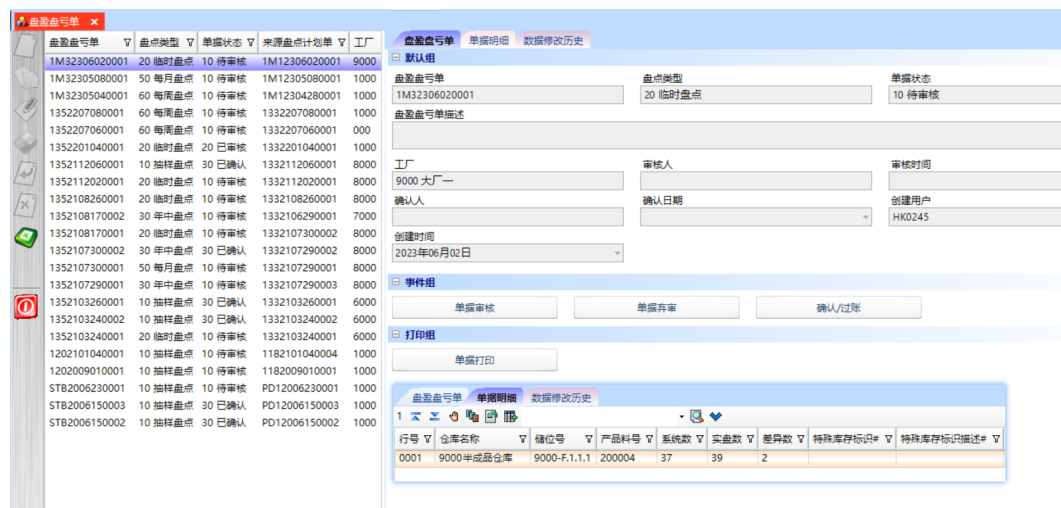 盘盈盘亏单
盘盈盘亏单 盘点类型 单据状态 来源盘点计划单 工厂
1M32306020001 20 临时盘点 10 待审核 1M12306020001 9000
1M32305080001 50 每月盘点 10 待审核 1M12305080001 1000
1M32305040001 60 每周盘点 10 待审核 1M12304280001 1000
1352207080001 60 每周盘点 10 待审核 1332207080001 1000
1352207060001 60 每周盘点 10 待审核 1332207060001 000
1352201040001 20 临时盘点 20 已审核 1332201040001 1000
1352112060001 10 抽样盘点 30 已确认 1332112060001 8000
1352112020001 20 临时盘点 10 待审核 1332112020001 8000
1352108260001 20 临时盘点 10 待审核 1332108260001 8000
1352108170002 30 年中盘点 10 待审核 1332106290001 7000
1352108170001 20 临时盘点 10 待审核 1332107300002 8000
1352107300002 30 年中盘点 30 已确认 1332107290002 8000
1352107300001 50 每月盘点 10 待审核 1332107290001 8000
1352107290001 30 年中盘点 10 待审核 1332107290003 8000
1352103260001 10 抽样盘点 30 已确认 1332103260001 6000
1352103240002 10 抽样盘点 30 已确认 1332103240002 6000
1352103240001 20 临时盘点 10 待审核 1332103240001 6000
1202101040001 10 抽样盘点 10 待审核 1182101040004 1000
1202009010001 10 抽样盘点 10 待审核 1182009010001 1000
STB2006230001 10 抽样盘点 10 待审核 PD12006230001 1000
STB2006150003 10 抽样盘点 30 已确认 PD12006150003 1000
STB2006150002 10 抽样盘点 30 已确认 PD12006150002 1000
盘盈盘亏单 单据明细 数据修改历史
默认组
盘盈盘亏单 盘点类型 单据状态
1M32306020001 20 临时盘点 10 待审核
盘盈盘亏单描述
工厂 审核人 审核时间
9000 大厂一
确认人 确认日期 创建用户
HK0245
创建时间
2023年06月02日
事件组
单据审核 单据弃审 确认/过账
打印组
单据打印
盘盈盘亏单 单据明细 数据修改历史
1
行号 仓库名称 储位号 产品料号 系统数 实盘数 差异数 特殊库存标识# 特殊库存标识描述#
0001 9000半成品仓库 9000-F.1.1.1 200004 37 39 2